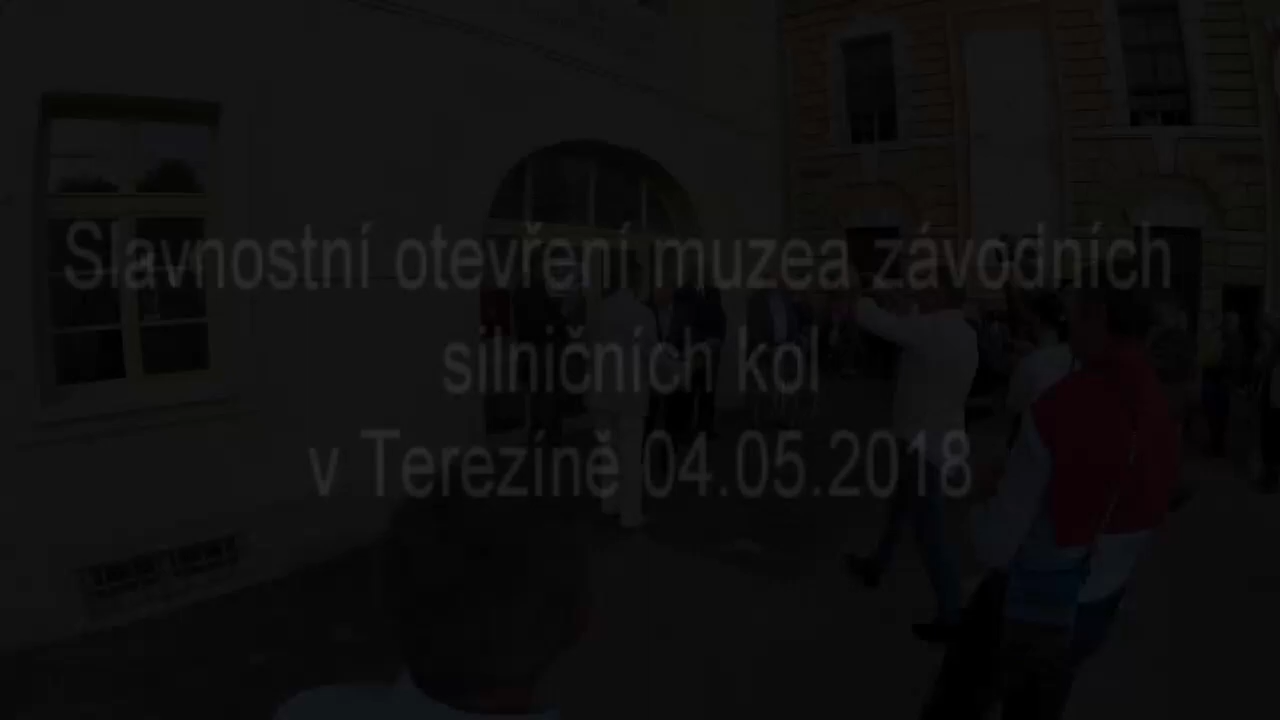 Slavnostní otevření muzea závodních
silničních kol
v Terezíně 04.05.2018